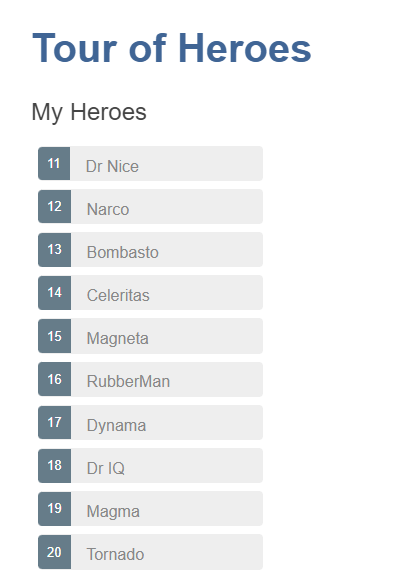 Tour of Heroes
My Heroes
11 Dr Nice
12 Narco
13 Bombasto
14 Celeritas
15 Magneta
16 RubberMan
17 Dynama
18 Dr IQ
19 Magma
20 Tornado